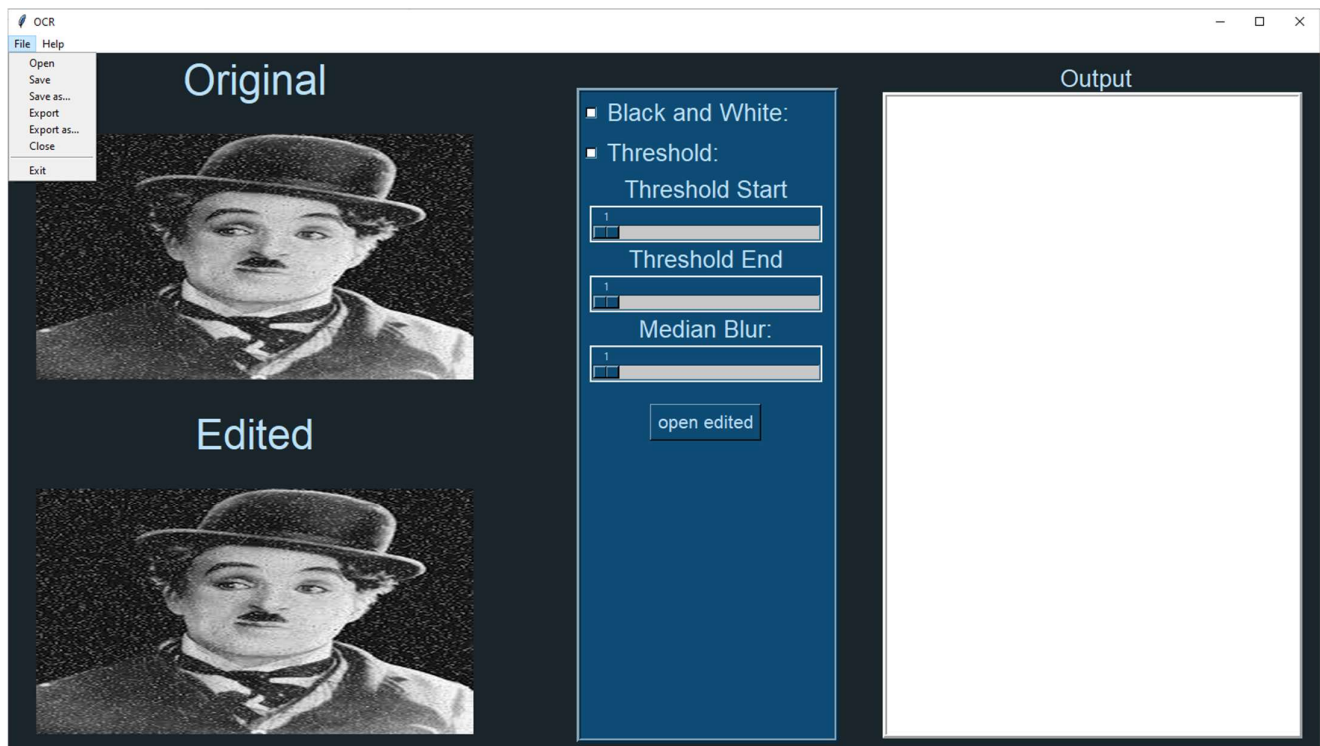 OCR
File Help
Open
Save
Save as...
Export
Export as...
Close
Exit
Original
Edited
Black and White:
Threshold:
Threshold Start
1
Threshold End
1
Median Blur:
1
open edited
Output